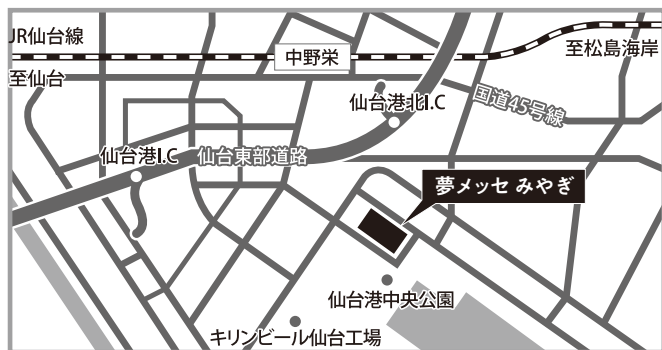 JR仙台線
中野栄
至松島海岸
至仙台
仙台港北I.C
国道45号線
仙台港I.C
仙台東部道路
夢メッセ みやぎ
仙台港中央公園
キリンビール仙台工場